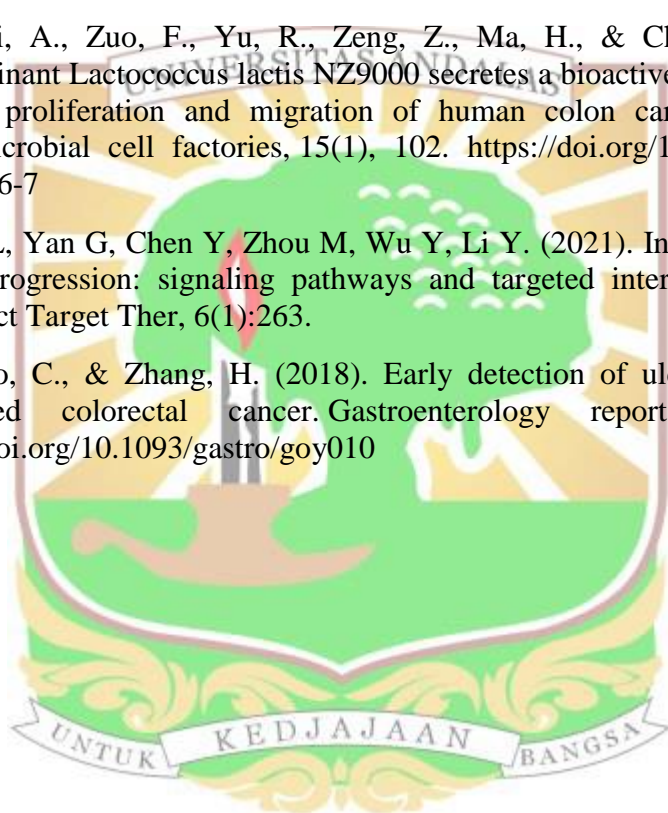 i, A., Zuo, F., Yu, R., Zeng, Z., Ma, H., & Ch
inant Lactococcus lactis NZ9000 secretes a bioactive
proliferation and migration of human colon can
icrobial cell factories, 15(1), 102. https://doi.org/1
6-7
Yan G, Chen Y, Zhou M, Wu Y, Li Y. (2021). In
rogression: signaling pathways and targeted inter
ct Target Ther, 6(1):263.
o, C., & Zhang, H. (2018). Early detection of ulc
ed colorectal cancer. Gastroenterology report
oi.org/10.1093/gastro/goy010
UNIVERSITAS ANDALAS
UNTUK KEDJAJAAN BANGSA